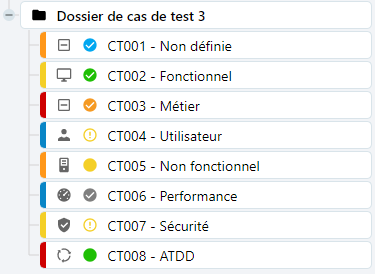 Dossier de cas de test 3
CT001 - Non définie
CT002 - Fonctionnel
CT003 - Métier
CT004 - Utilisateur
CT005 - Non fonctionnel
CT006 - Performance
CT007 - Sécurité
CT008 - ATDD